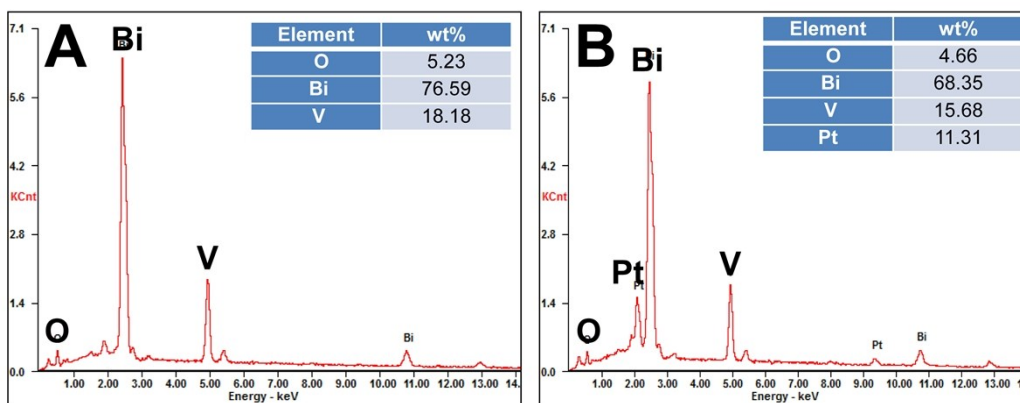 A
Bi
Element wt%
O 5.23
Bi 76.59
V 18.18
7.1
5.6
4.2
KCnt
2.8
1.4
0.0
O
V
Bi
1.00 2.00 3.00 4.00 5.00 6.00 7.00 8.00 9.00 10.00 11.00 12.00 13.00 14.
Energy - keV
B
Bi
Element wt%
O 4.66
Bi 68.35
V 15.68
Pt 11.31
7.1
5.6
4.2
KCnt
2.8
1.4
0.0
Pt
Pt
O
V
Pt
Bi
1.00 2.00 3.00 4.00 5.00 6.00 7.00 8.00 9.00 10.00 11.00 12.00 13.00 1
Energy - keV